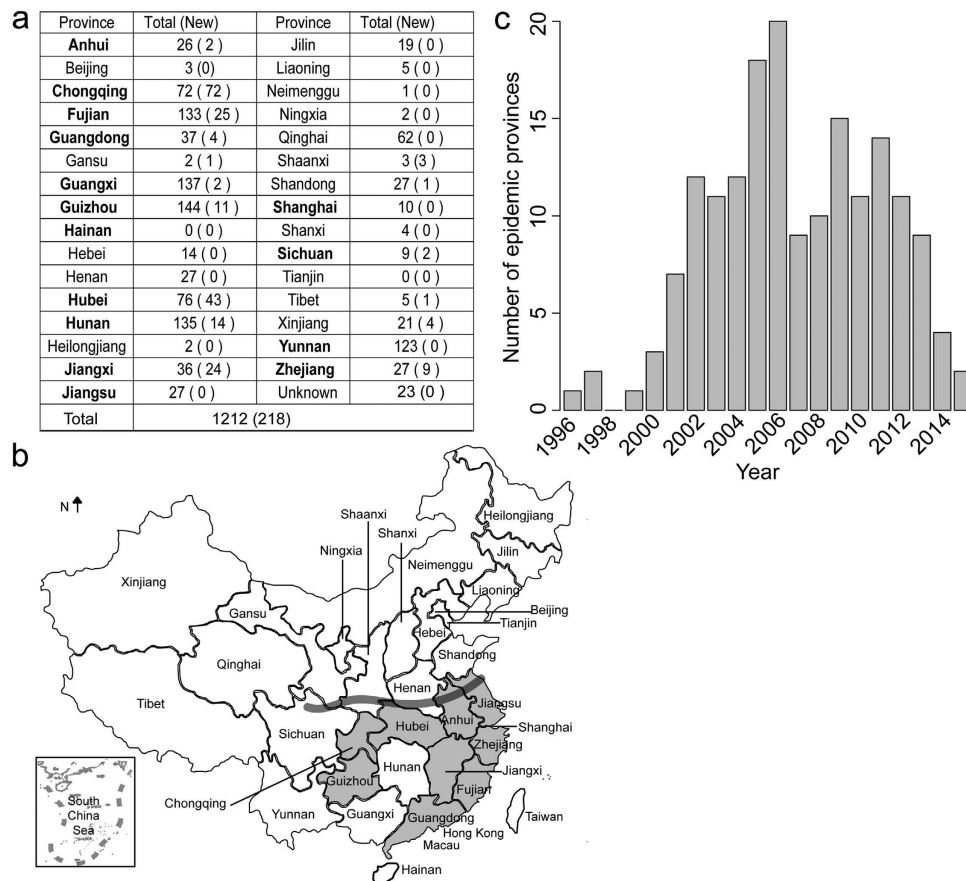 a
Province Total (New) Province Total (New)
Anhui 26 ( 2 ) Jilin 19 ( 0 )
Beijing 3 (0) Liaoning 5 ( 0 )
Chongqing 72 ( 72 ) Neimenggu 1 ( 0 )
Fujian 133 ( 25 ) Ningxia 2 ( 0 )
Guangdong 37 ( 4 ) Qinghai 62 ( 0 )
Gansu 2 ( 1 ) Shaanxi 3 (3 )
Guangxi 137 ( 2 ) Shandong 27 ( 1 )
Guizhou 144 ( 11 ) Shanghai 10 ( 0 )
Hainan 0 ( 0 ) Shanxi 4 ( 0 )
Hebei 14 ( 0 ) Sichuan 9 ( 2 )
Henan 27 ( 0 ) Tianjin 0 ( 0 )
Hubei 76 ( 43 ) Tibet 5 ( 1 )
Hunan 135 ( 14 ) Xinjiang 21 ( 4 )
Heilongjiang 2 ( 0 ) Yunnan 123 ( 0 )
Jiangxi 36 ( 24 ) Zhejiang 27 ( 9 )
Jiangsu 27 ( 0 ) Unknown 23 (0 )
Total 1212 (218)
c
Number of epidemic provinces
20
15
10
5
0
1996 1998 2000 2002 2004 2006 2008 2010 2012 2014
Year
b
N
Shaanxi
Shanxi
Ningxia
Heilongjiang
Jilin
Neimenggu
Liaoning
Xinjiang
Gansu
Beijing
Tianjin
Hebei
Shandong
Qinghai
Henan
Tibet
Jiangsu
Anhui
Hubei
Shanghai
Sichuan
Zhejiang
Hunan
Jiangxi
Guizhou
Fujian
Chongqing
Yunnan
Guangxi
Guangdong
Taiwan
Hong Kong
Macau
Hainan
South
China
Sea